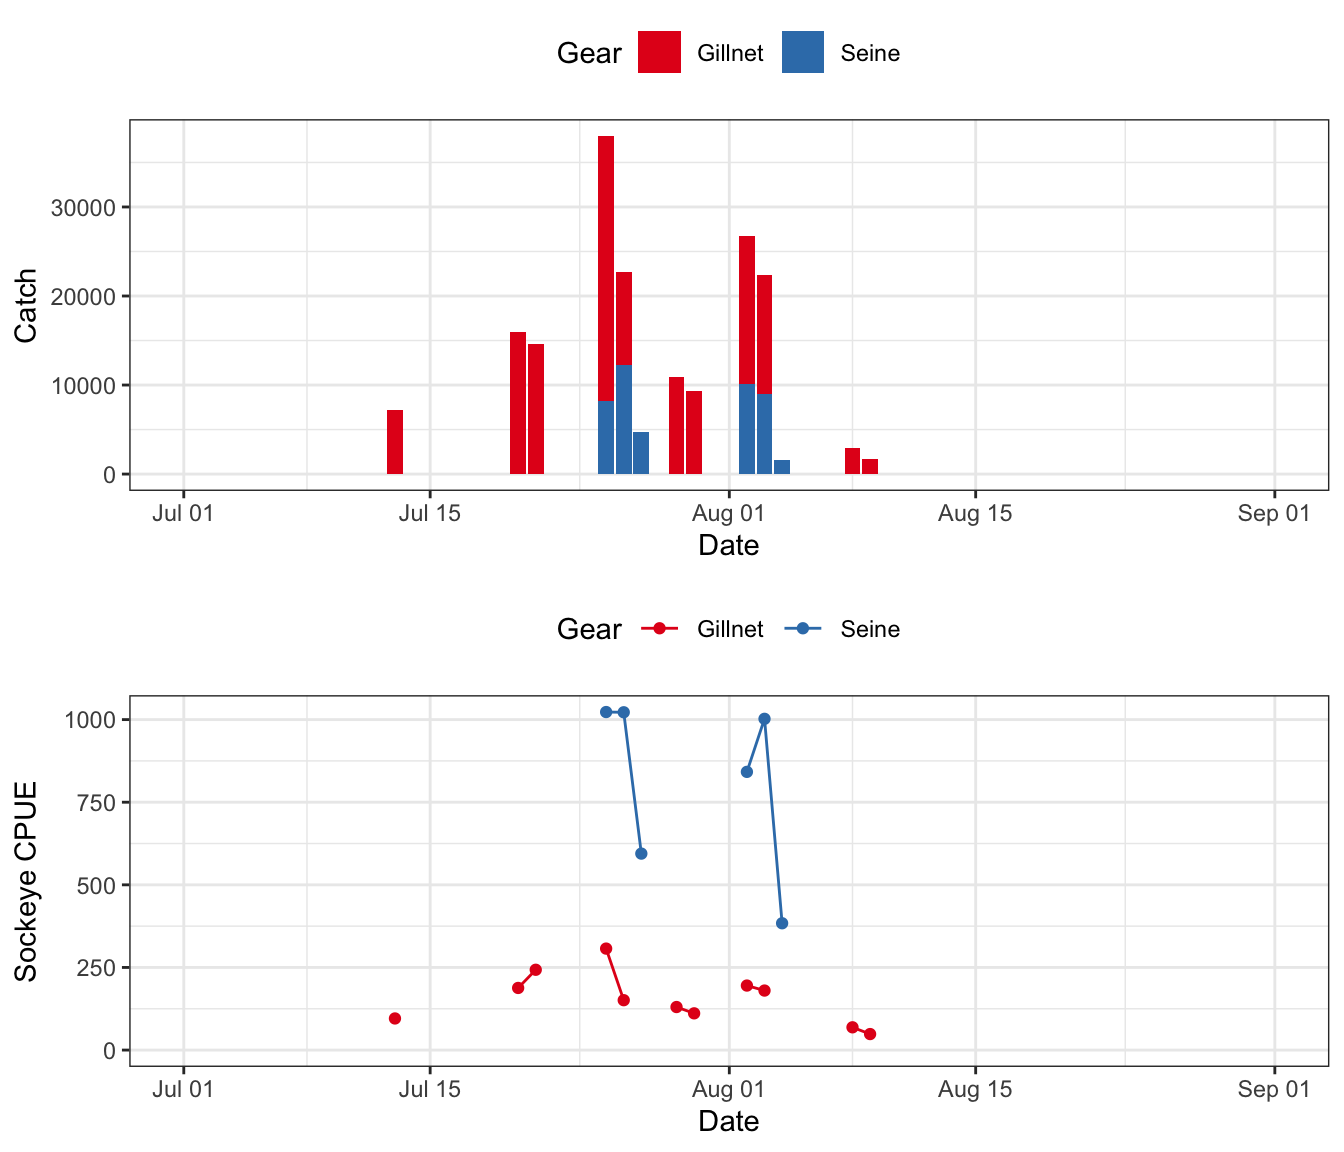 Gear Gillnet Seine
Catch
30000
20000
10000
0
Jul 01 Jul 15 Aug 01 Aug 15 Sep 01
Date
Gear Gillnet Seine
Sockeye CPUE
1000
750
500
250
0
Jul 01 Jul 15 Aug 01 Aug 15 Sep 01
Date